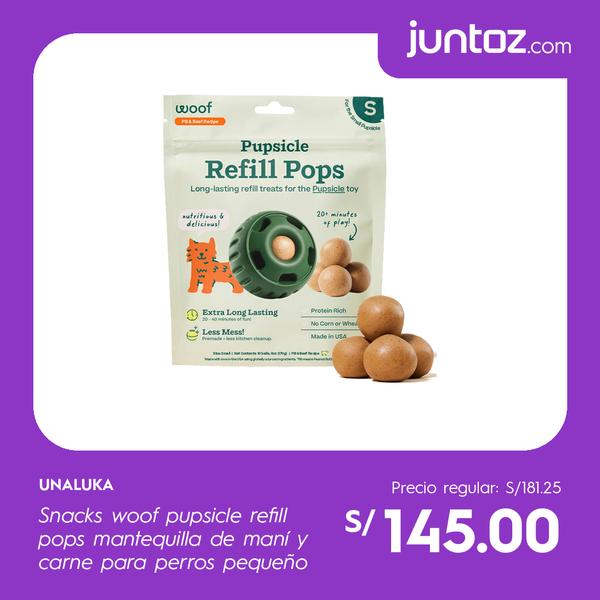 juntoz.com
woof
PB & Beef Recipe
S
For the Small Pupsicle
Pupsicle
Refill Pops
Long-lasting refill treats for the Pupsicle toy
nutritious &
delicious!
20+ minutes
of play!
Extra Long Lasting
20 - 40 minutes of fun!
Less Mess!
Premade - less kitchen cleanup.
Protein Rich
No Corn or Whea
Made in USA
UNALUKA
Snacks woof pupsicle refill
pops mantequilla de maní y
carne para perros pequeño
Precio regular: S/181.25
S/145.00